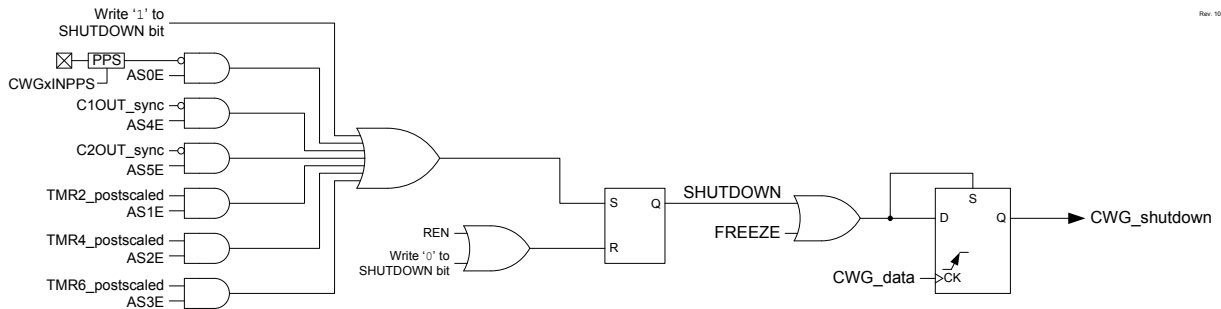 Write ‘1’ to
SHUTDOWN bit
Rev. 10
PPS
AS0E
CWGxINPPS
C1OUT_sync
AS4E
C2OUT_sync
AS5E
TMR2_postscaled
AS1E
TMR4_postscaled
AS2E
TMR6_postscaled
AS3E
REN
Write ‘0’ to
SHUTDOWN bit
S
Q
R
SHUTDOWN
FREEZE
S
D
Q
CK
CWG_data
CWG_shutdown